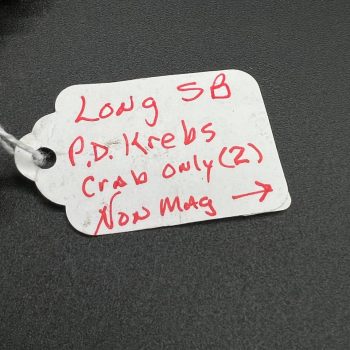 Long SB
P.D. Krebs
Crab only (2)
Non Mag →